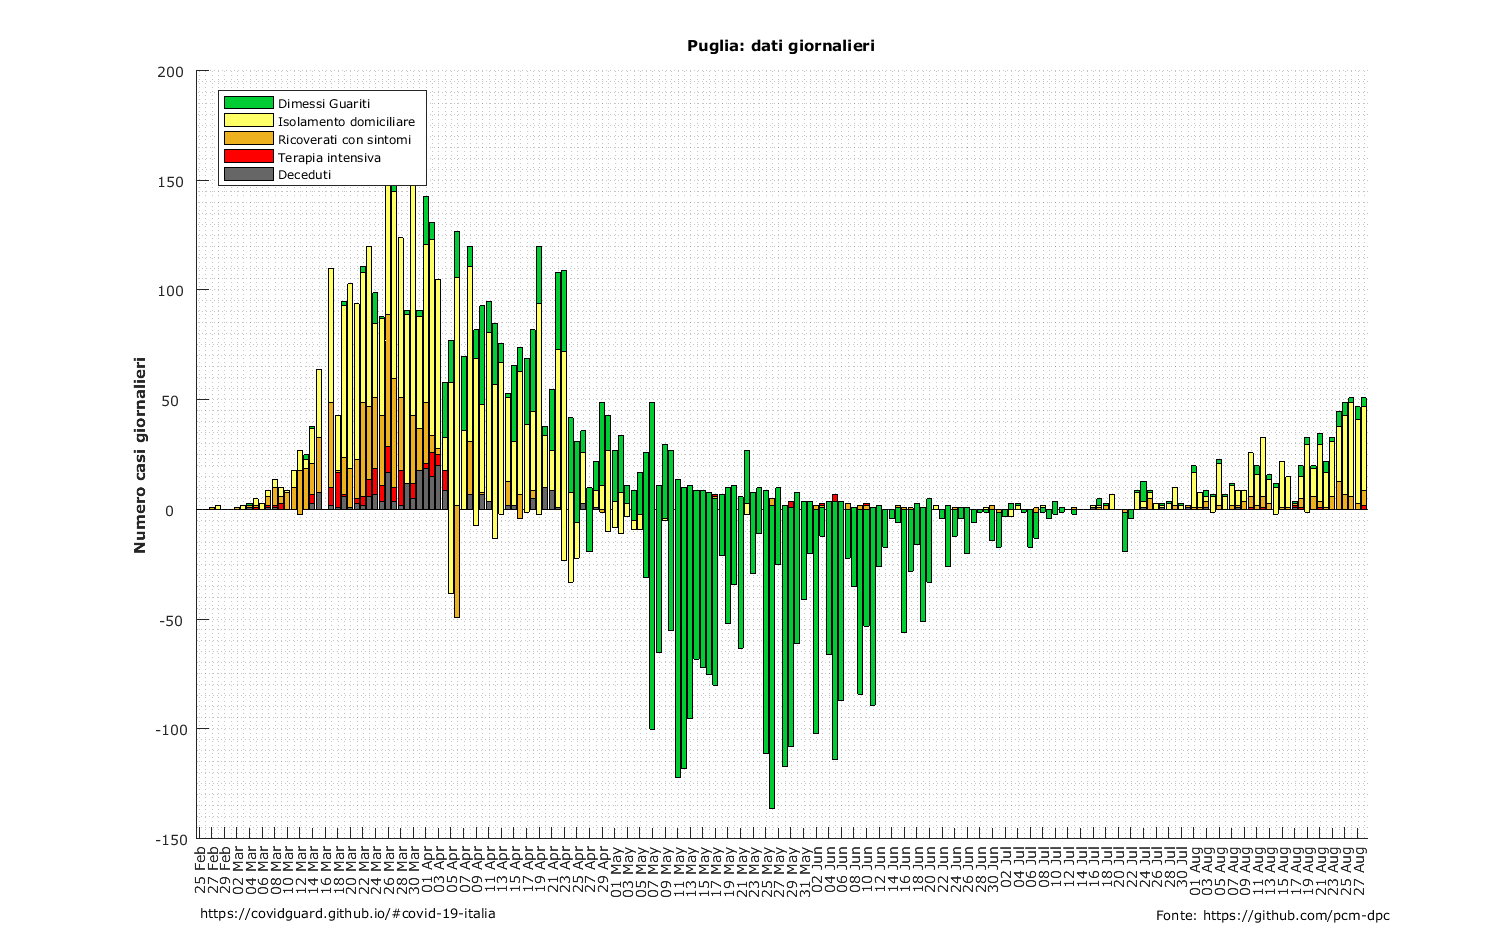 Puglia: dati giornalieri
200
150
100
50
0
-50
-100
-150
Numero casi giornalieri
Dimessi Guariti
Isolamento domiciliare
Ricoverati con sintomi
Terapia intensiva
Deceduti
25 Feb
27 Feb
29 Feb
02 Mar
04 Mar
06 Mar
08 Mar
10 Mar
12 Mar
14 Mar
16 Mar
18 Mar
20 Mar
22 Mar
24 Mar
26 Mar
28 Mar
30 Mar
01 Apr
03 Apr
05 Apr
07 Apr
09 Apr
11 Apr
13 Apr
15 Apr
17 Apr
19 Apr
21 Apr
23 Apr
25 Apr
27 Apr
29 Apr
01 May
03 May
05 May
07 May
09 May
11 May
13 May
15 May
17 May
19 May
21 May
23 May
25 May
27 May
29 May
31 May
02 Jun
04 Jun
06 Jun
08 Jun
10 Jun
12 Jun
14 Jun
16 Jun
18 Jun
20 Jun
22 Jun
24 Jun
26 Jun
28 Jun
30 Jun
02 Jul
04 Jul
06 Jul
08 Jul
10 Jul
12 Jul
14 Jul
16 Jul
18 Jul
20 Jul
22 Jul
24 Jul
26 Jul
28 Jul
30 Jul
01 Aug
03 Aug
05 Aug
07 Aug
09 Aug
11 Aug
13 Aug
15 Aug
17 Aug
19 Aug
21 Aug
23 Aug
25 Aug
27 Aug
https://covidguard.github.io/#covid-19-italia
Fonte: https://github.com/pcm-dpc